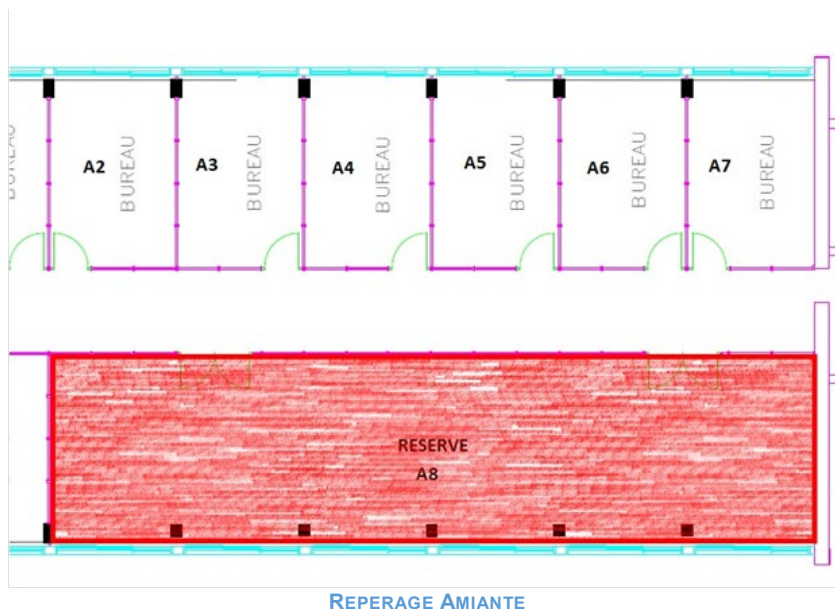 BUREAU
A2
BUREAU
A3
BUREAU
A4
BUREAU
A5
BUREAU
A6
BUREAU
A7
BUREAU
RESERVE
A8
REPERAGE AMIANTE